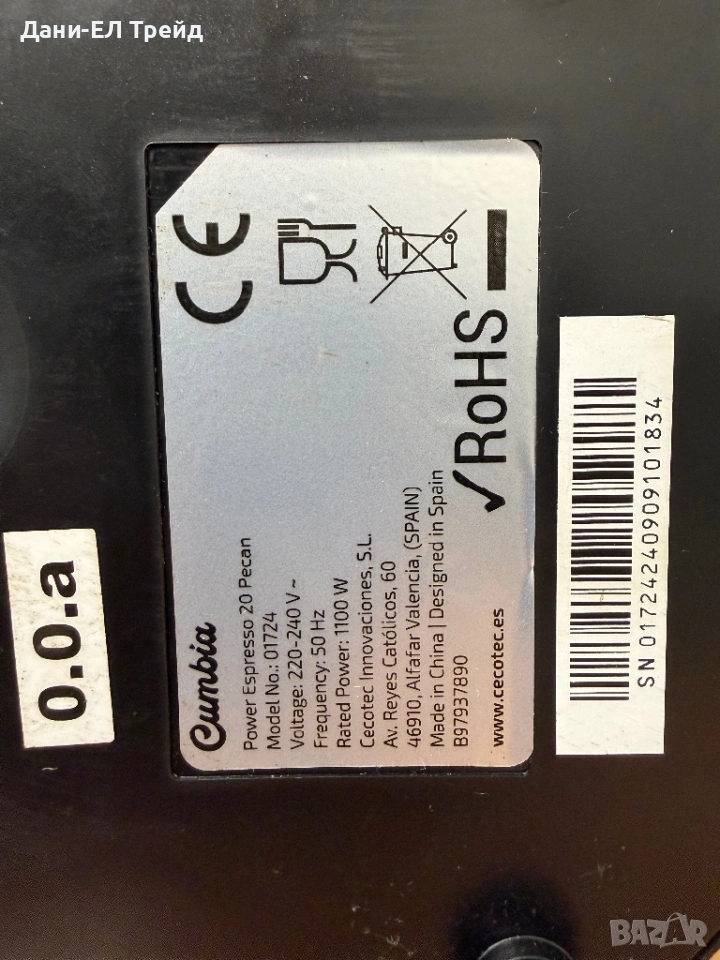 Дани-ЕЛ Трейд
0.0.a
Cumbia
Power Espresso 20 Pecan
Model No.: 01724
Voltage: 220-240 V ~
Frequency: 50 Hz
Rated Power: 1100 W
Cecotec Innovaciones, S.L.
Av. Reyes Católicos, 60
46910, Alfafar Valencia, (SPAIN)
Made in China | Designed in Spain
B97937890
www.cecotec.es
CE
✓RoHS
SN 01724240909101834
BAZAR